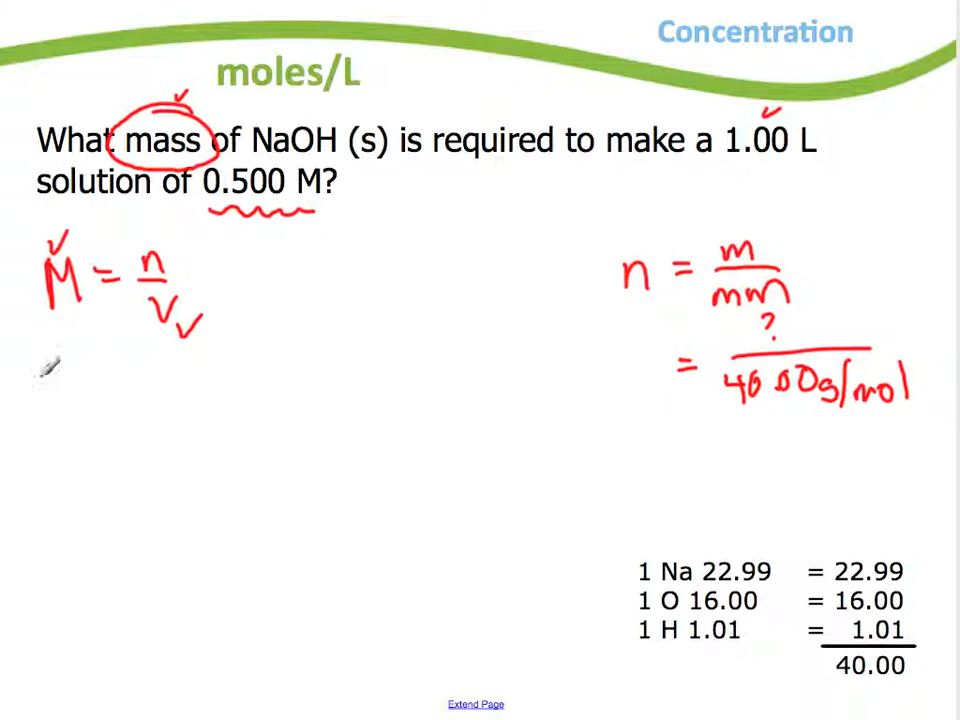 Concentration
moles/L
What mass of NaOH (s) is required to make a 1.00 L
solution of 0.500 M?
M = n
V
n = m
mm
= ?
40.00g/mol
1 Na 22.99 = 22.99
1 O 16.00 = 16.00
1 H 1.01 = 1.01
40.00
Extend Page